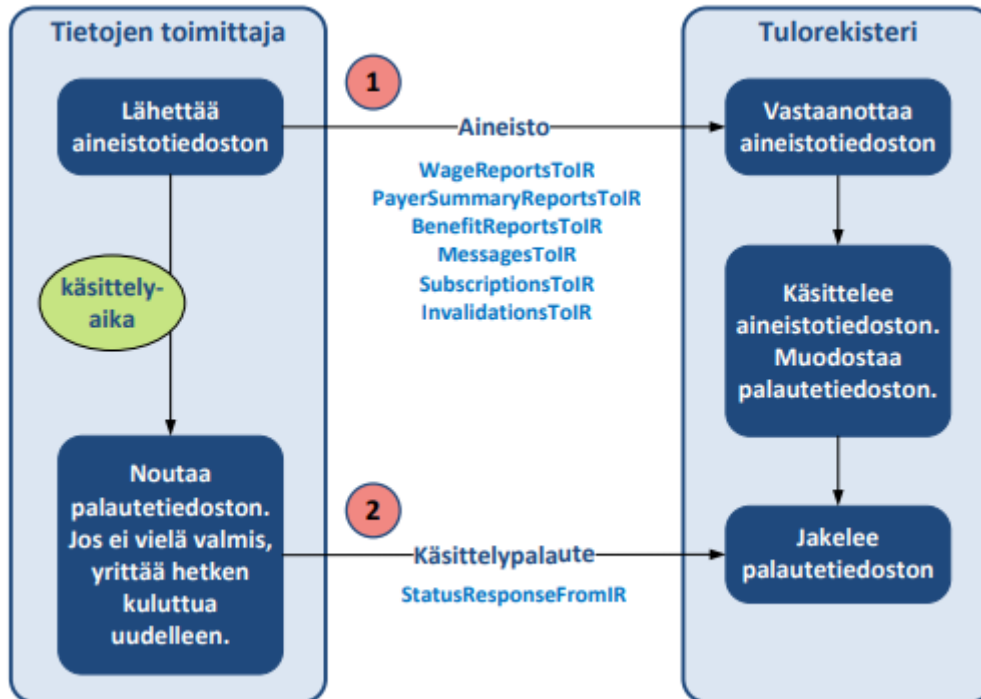 Tietojen toimittaja
Tulorekisteri
Lähettää
aineistotiedoston
1
Aineisto
Vastaanottaa
aineistotiedoston
WageReportsToIR
PayerSummaryReportsToIR
BenefitReportsToIR
MessagesToIR
SubscriptionsToIR
InvalidationsToIR
käsittely-
aika
Käsittelee
aineistotiedoston.
Muodostaa
palautetiedoston.
Noutaa
palautetiedoston.
Jos ei vielä valmis,
yrittää hetken
kuluttua
uudelleen.
2
Käsittelypalaute
StatusResponseFromIR
Jakelee
palautetiedoston